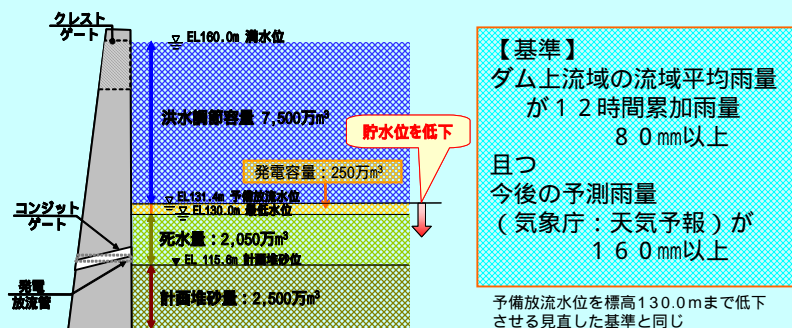 クレスト
ゲート
EL160.0m 満水位
洪水調節容量 7,500万m³
貯水位を低下
発電容量：250万m³
EL131.4m 予備放流水位
EL130.0m 最低水位
コンジット
ゲート
死水量：2,050万m³
EL 115.6m 計画堆砂位
発電
放流管
計画堆砂量：2,500万m³
【基準】
ダム上流域の流域平均雨量
が１２時間累加雨量
８０㎜以上
且つ
今後の予測雨量
（気象庁：天気予報）が
１６０㎜以上
予備放流水位を標高130.0mまで低下
させる見直した基準と同じ